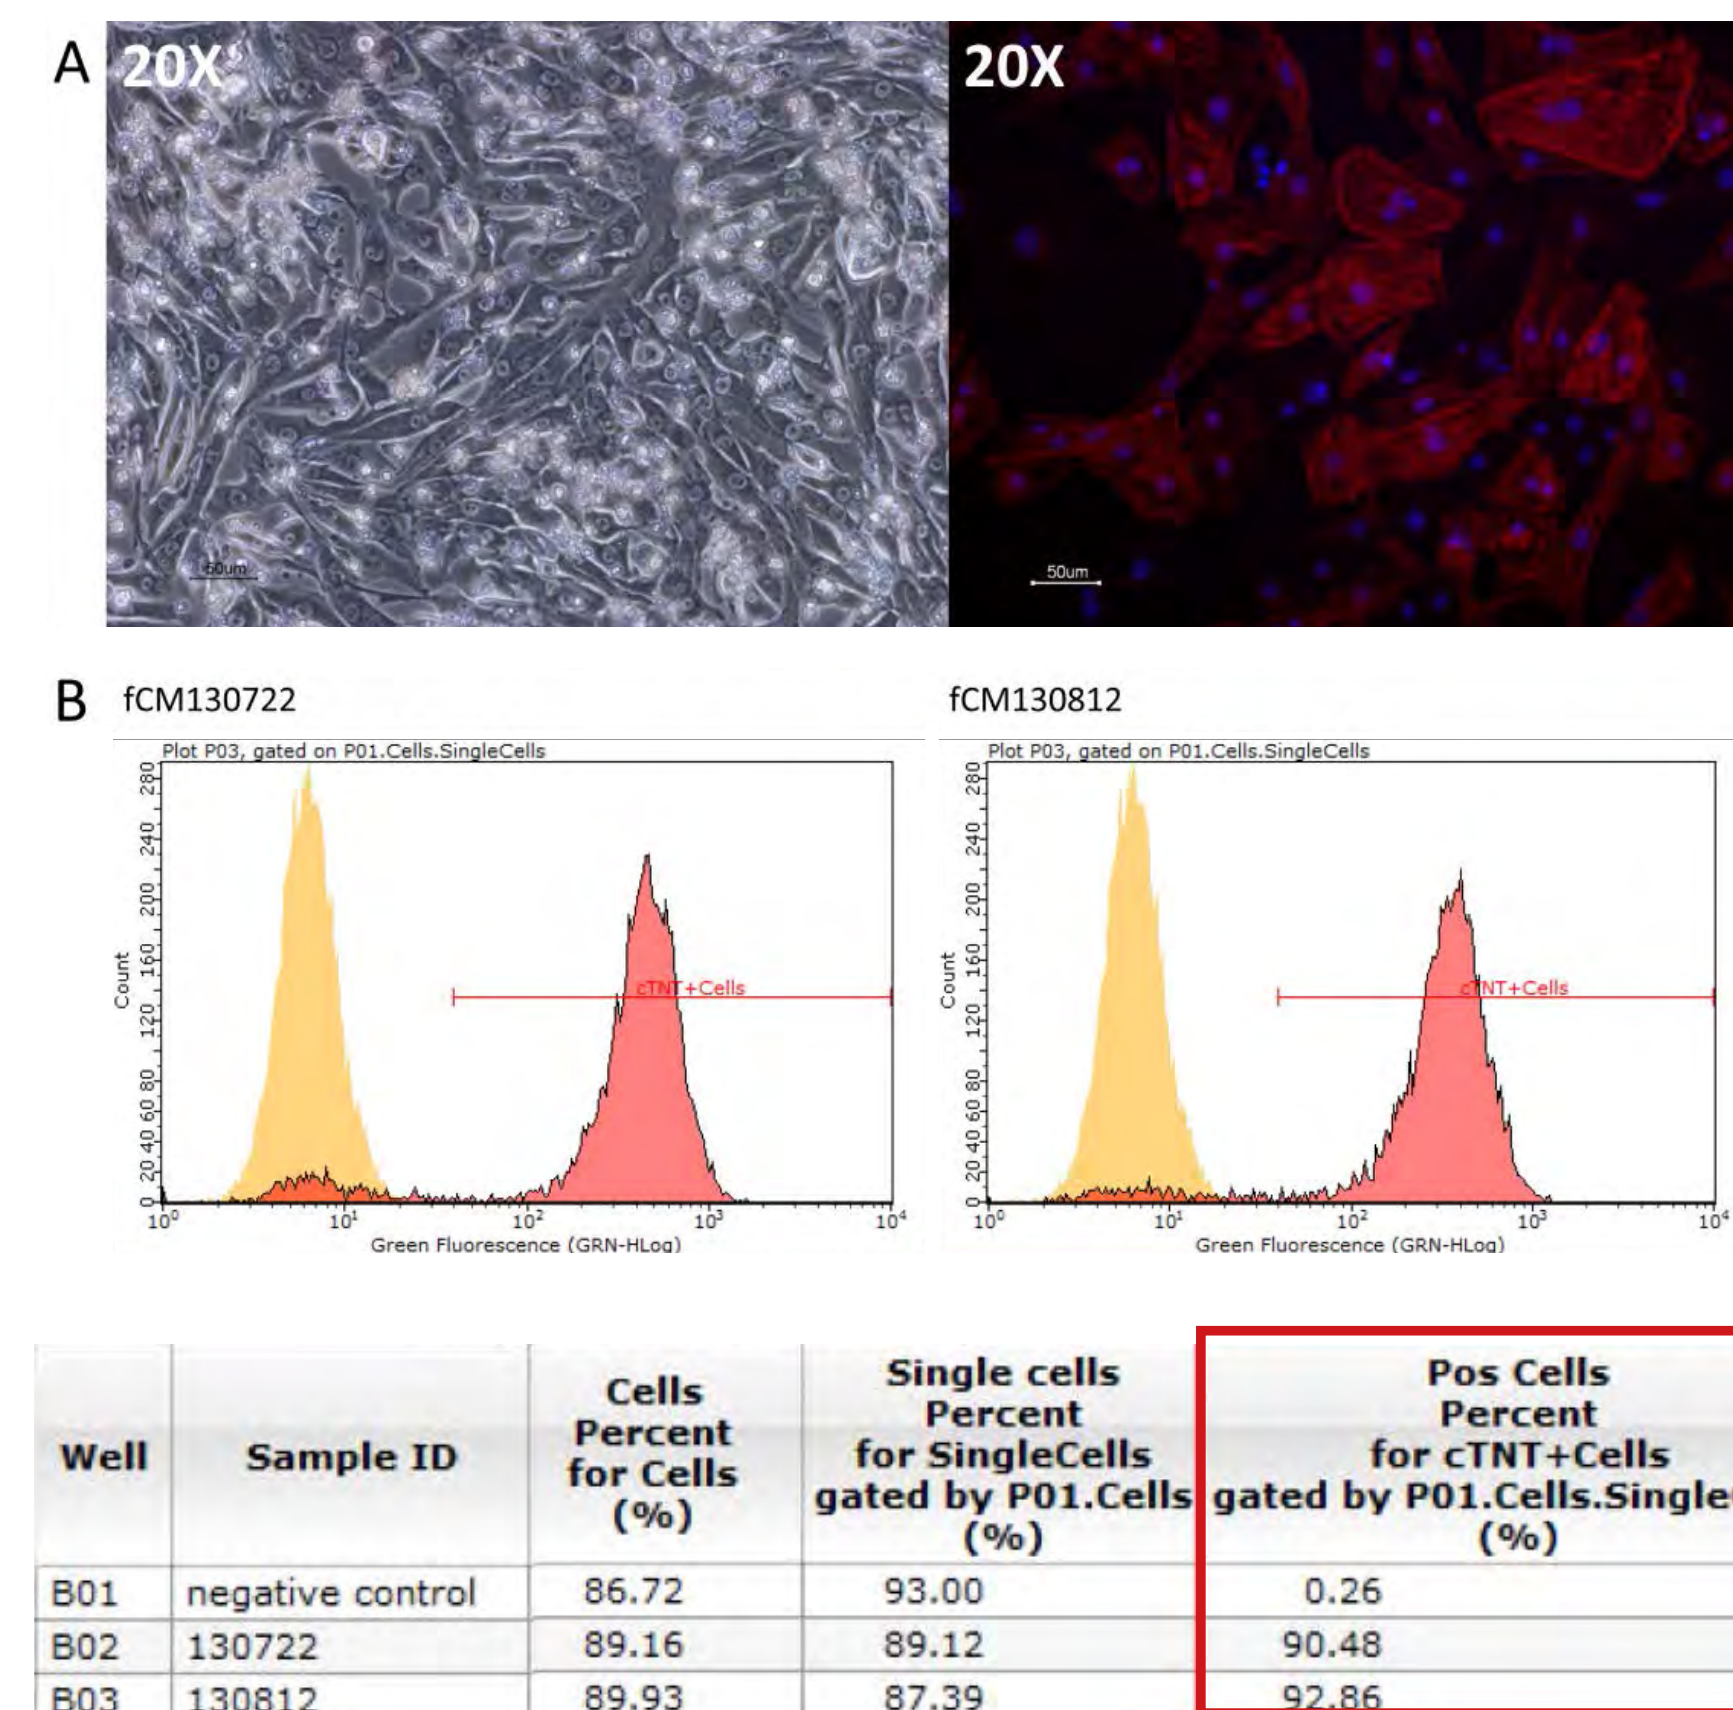 A 20X 20X
50um 50um
B fCM130722 fCM130812
Plot P03, gated on P01.Cells.SingleCells
Count
280
240
200
160
120
80
60
40
20
0
cTNT+Cells
10⁰ 10¹ 10² 10³ 10⁴
Green Fluorescence (GRN-HLog)
Plot P03, gated on P01.Cells.SingleCells
Count
280
240
200
160
120
80
60
40
20
0
cTNT+Cells
10⁰ 10¹ 10² 10³ 10⁴
Green Fluorescence (GRN-HLog)
Well
Sample ID
Cells
Percent
for Cells
(%)
Single cells
Percent
for SingleCells
gated by P01.Cells
(%)
Pos Cells
Percent
for cTNT+Cells
gated by P01.Cells.Single
(%)
B01 negative control 86.72 93.00 0.26
B02 130722 89.16 89.12 90.48
B03 130812 89.93 87.39 92.86